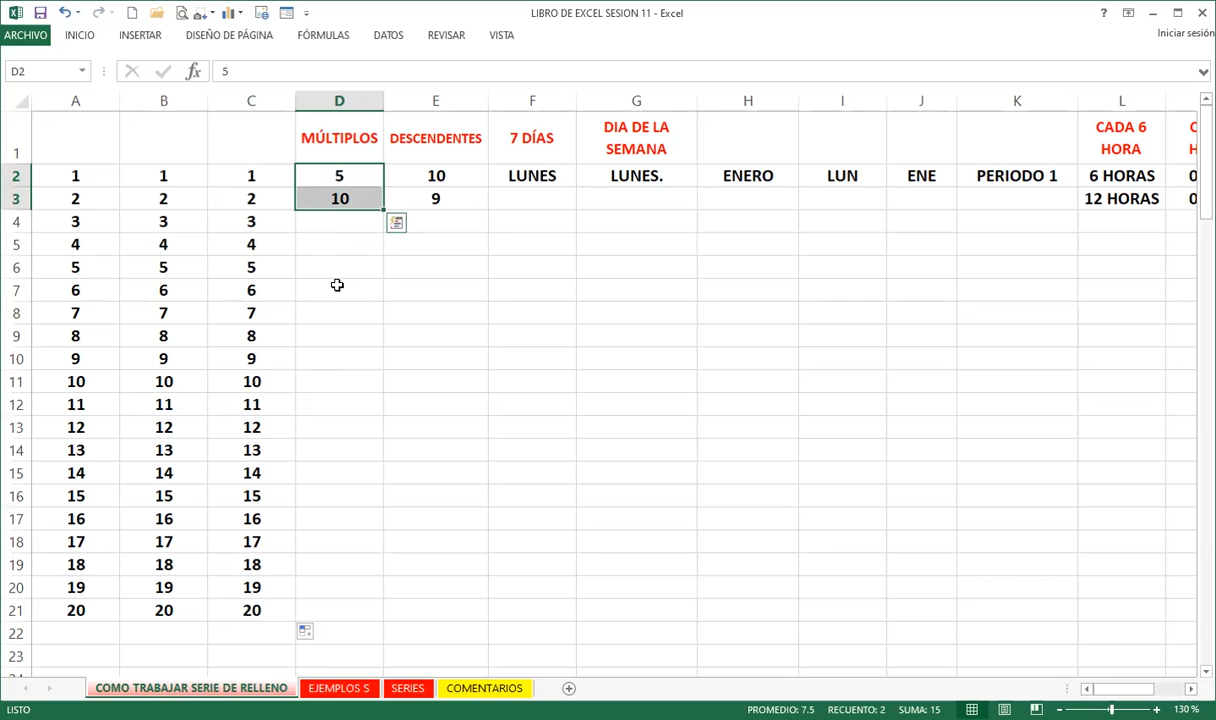 LIBRO DE EXCEL SESION 11 - Excel
ARCHIVO INICIO INSERTAR DISEÑO DE PÁGINA FÓRMULAS DATOS REVISAR VISTA Iniciar sesión
D2 fx 5
A B C D E F G H I J K L
1 MÚLTIPLOS DESCENDENTES 7 DÍAS DIA DE LA SEMANA CADA 6 HORA
2 1 1 1 5 10 LUNES LUNES. ENERO LUN ENE PERIODO 1 6 HORAS 0
3 2 2 2 10 9 12 HORAS 0
4 3 3 3
5 4 4 4
6 5 5 5
7 6 6 6
8 7 7 7
9 8 8 8
10 9 9 9
11 10 10 10
12 11 11 11
13 12 12 12
14 13 13 13
15 14 14 14
16 15 15 15
17 16 16 16
18 17 17 17
19 18 18 18
20 19 19 19
21 20 20 20
22
23
COMO TRABAJAR SERIE DE RELLENO EJEMPLOS S SERIES COMENTARIOS
LISTO PROMEDIO: 7.5 RECUENTO: 2 SUMA: 15 130 %